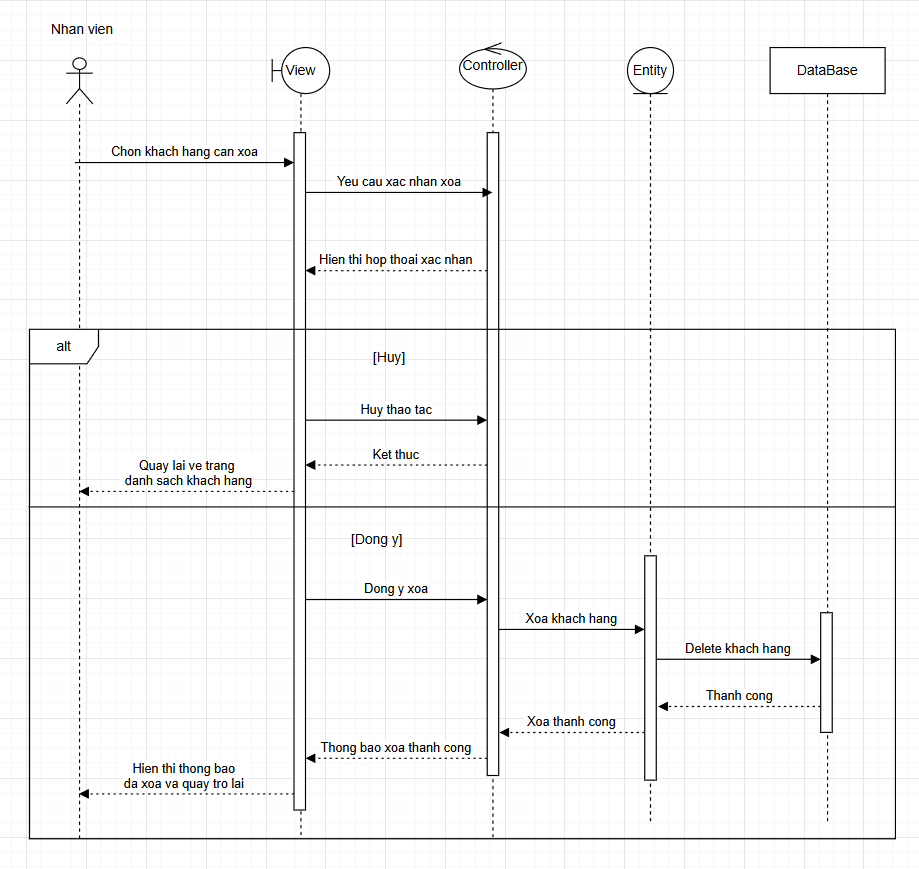 Nhan vien
View
Controller
Entity
DataBase
Chon khach hang can xoa
Yeu cau xac nhan xoa
Hien thi hop thoai xac nhan
alt
[Huy]
Huy thao tac
Ket thuc
Quay lai ve trang
danh sach khach hang
[Dong y]
Dong y xoa
Xoa khach hang
Delete khach hang
Thanh cong
Xoa thanh cong
Thong bao xoa thanh cong
Hien thi thong bao
da xoa va quay tro lai